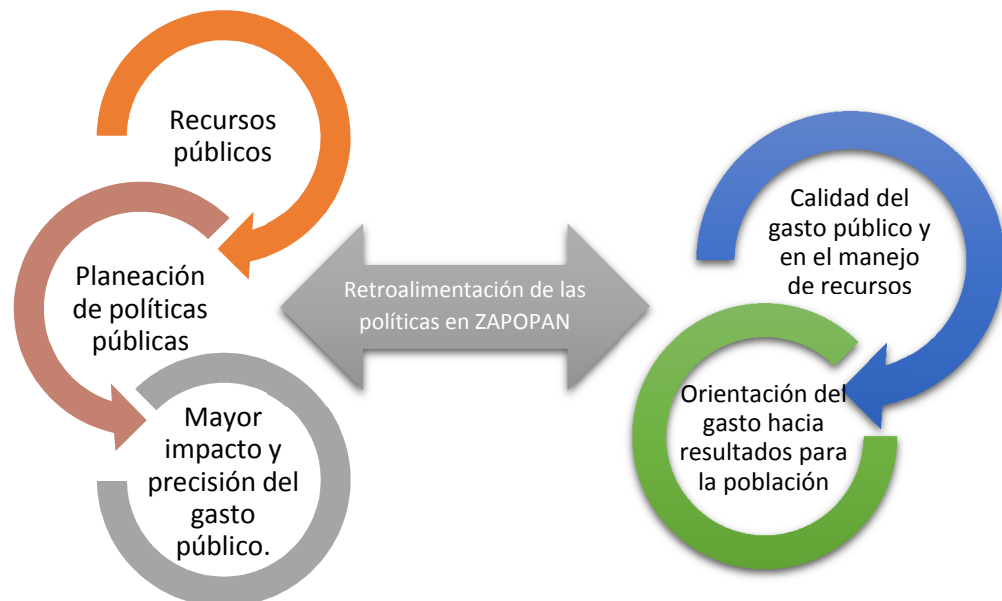 Recursos
públicos
Planeación
de políticas
públicas
Mayor
impacto y
precisión del
gasto
público.
Retroalimentación de las
políticas en ZAPOPAN
Calidad del
gasto público y
en el manejo
de recursos
Orientación del
gasto hacia
resultados para
la población